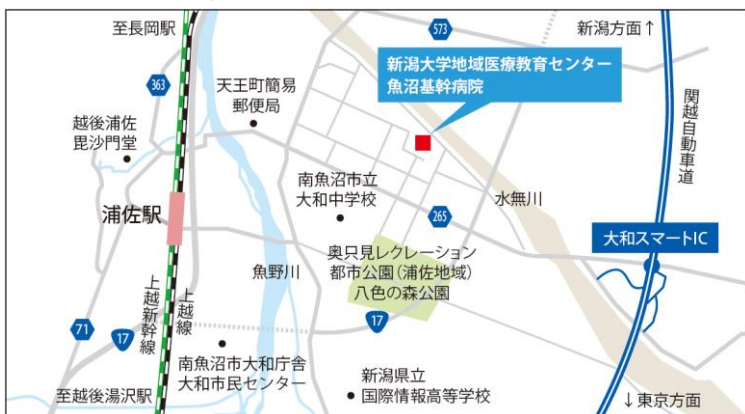 至長岡駅
573
新潟方面↑
新潟大学地域医療教育センター
魚沼基幹病院
363
天王町簡易
郵便局
越後浦佐
毘沙門堂
関越自動車道
南魚沼市立
大和中学校
水無川
浦佐駅
265
大和スマートIC
奥只見レクレーション
都市公園(浦佐地域)
八色の森公園
魚野川
上越新幹線
上越線
71
17
17
南魚沼市大和庁舎
大和市民センター
新潟県立
国際情報高等学校
至越後湯沢駅
↓東京方面